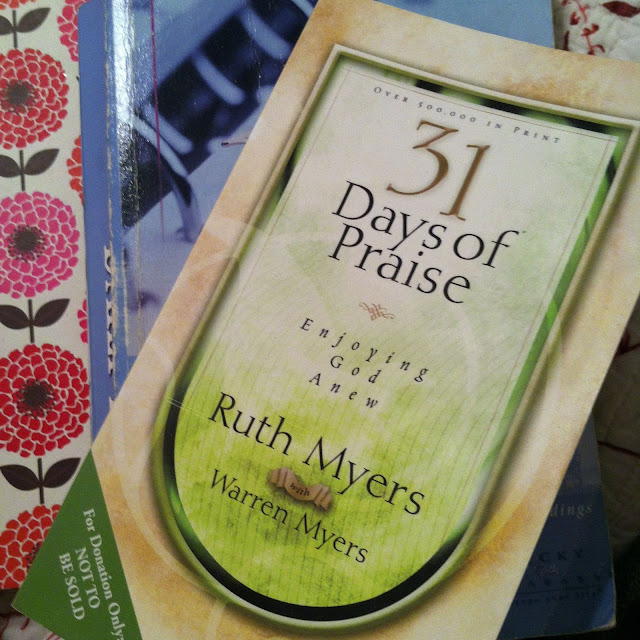 OVER 500,000 IN PRINT
31
Days of
Praise
Enjoying
God
Anew
Ruth Myers
with
Warren Myers
For Donation Only
NOT TO
BE SOLD